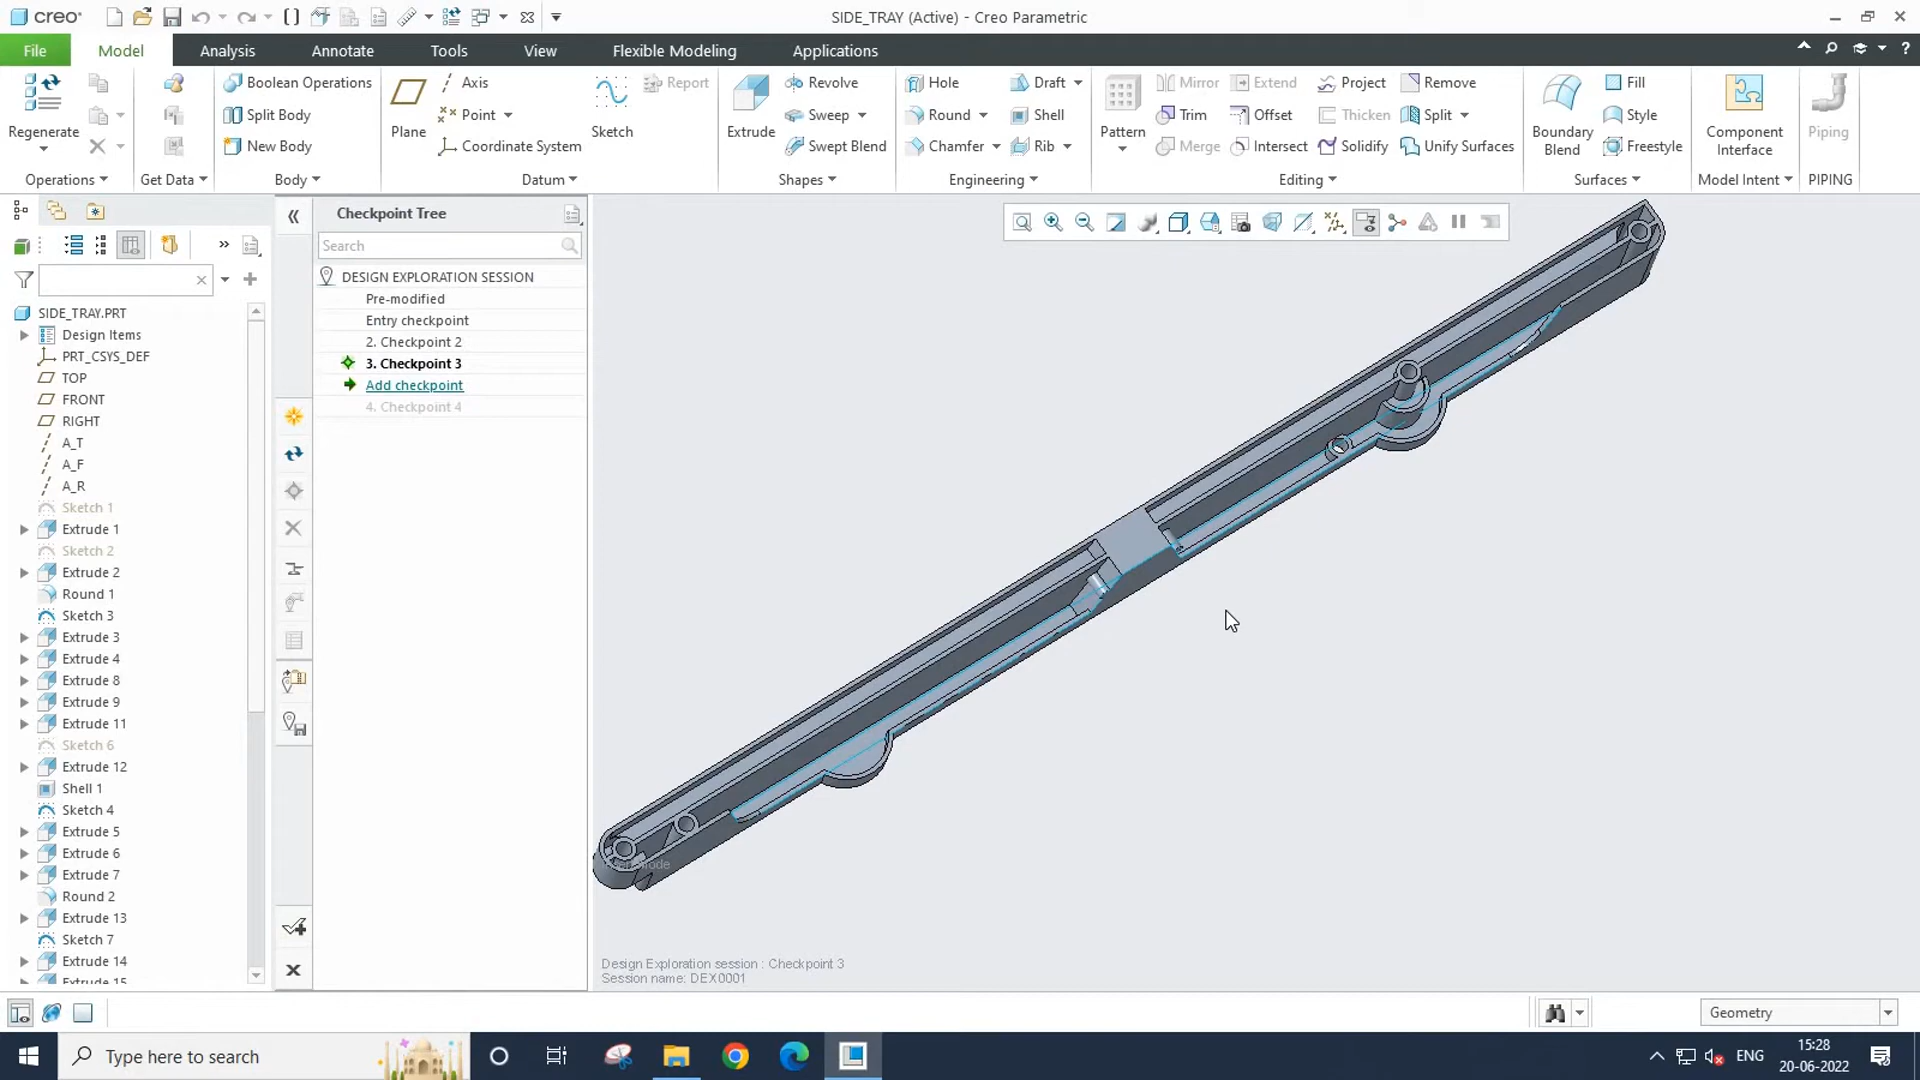 creo
SIDE_TRAY (Active) - Creo Parametric
File
Model
Analysis
Annotate
Tools
View
Flexible Modeling
Applications
Regenerate
Operations
Get Data
Boolean Operations
Split Body
New Body
Body
Plane
Axis
Point
Coordinate System
Sketch
Report
Datum
Extrude
Revolve
Sweep
Swept Blend
Shapes
Hole
Round
Chamfer
Draft
Shell
Rib
Engineering
Pattern
Mirror
Trim
Merge
Extend
Offset
Intersect
Project
Thicken
Solidify
Remove
Split
Unify Surfaces
Editing
Boundary
Blend
Fill
Style
Freestyle
Surfaces
Component
Interface
Model Intent
Piping
PIPING
SIDE_TRAY.PRT
Design Items
PRT_CSYS_DEF
TOP
FRONT
RIGHT
A_T
A_F
A_R
Sketch 1
Extrude 1
Sketch 2
Extrude 2
Round 1
Sketch 3
Extrude 3
Extrude 4
Extrude 8
Extrude 9
Extrude 11
Sketch 6
Extrude 12
Shell 1
Sketch 4
Extrude 5
Extrude 6
Extrude 7
Round 2
Extrude 13
Sketch 7
Extrude 14
Extrude 15
Checkpoint Tree
Search
DESIGN EXPLORATION SESSION
Pre-modified
Entry checkpoint
2. Checkpoint 2
3. Checkpoint 3
Add checkpoint
4. Checkpoint 4
Design Exploration session : Checkpoint 3
Session name: DEX0001
Geometry
Type here to search
ENG
15:28
20-06-2022